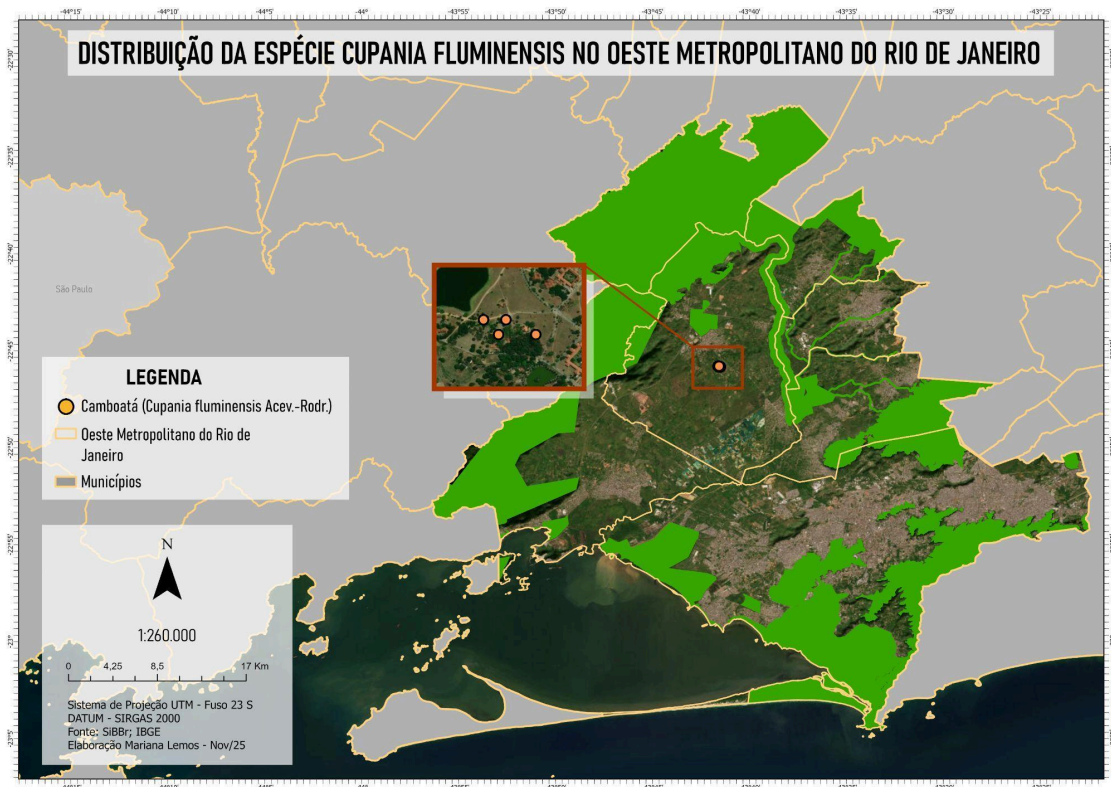 -44°15' -44°10' -44°5' -44° -43°55' -43°50' -43°45' -43°40' -43°35' -43°30' -43°25'
DISTRIBUIÇÃO DA ESPÉCIE CUPANIA FLUMINENSIS NO OESTE METROPOLITANO DO RIO DE JANEIRO
-22°30'
-22°35'
-22°40'
São Paulo
-22°45'
LEGENDA
Camboatá (Cupania fluminensis Acev.-Rodr.)
Oeste Metropolitano do Rio de
Janeiro
Municípios
-22°50'
-22°55'
N
1:260.000
-23°
0 4,25 8,5 17 Km
Sistema de Projeção UTM - Fuso 23 S
DATUM - SIRGAS 2000
Fonte: SiBBr; IBGE
Elaboração Mariana Lemos - Nov/25
-23°5'